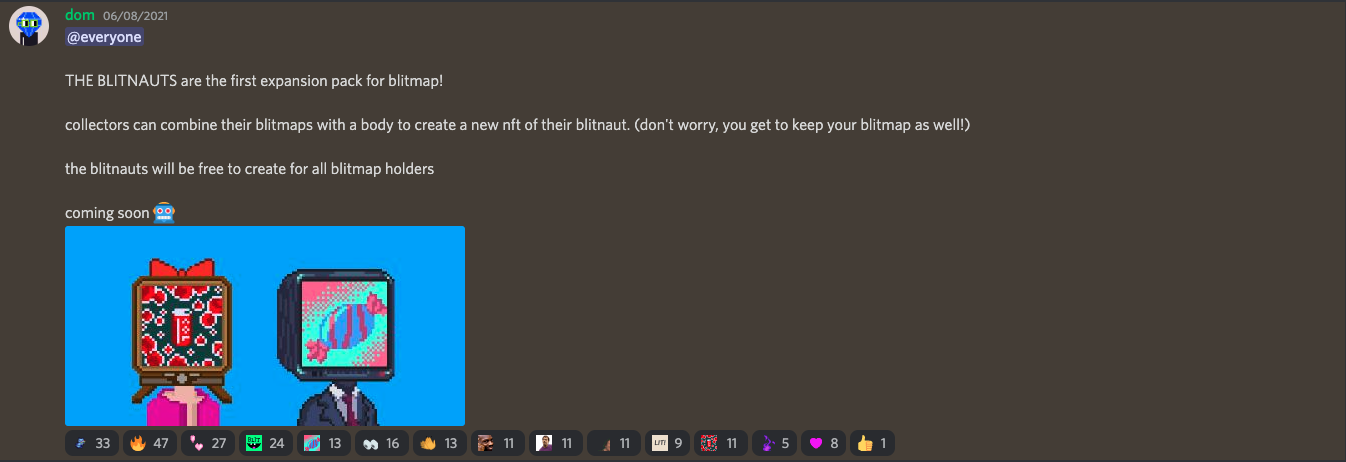 dom 06/08/2021
@everyone
THE BLITNAUTS are the first expansion pack for blitmap!
collectors can combine their blitmaps with a body to create a new nft of their blitnaut. (don't worry, you get to keep your blitmap as well!)
the blitnauts will be free to create for all blitmap holders
coming soon
33 47 27 BLIT 24 13 16 13 11 11 11 LIT! 9 11 5 8 1